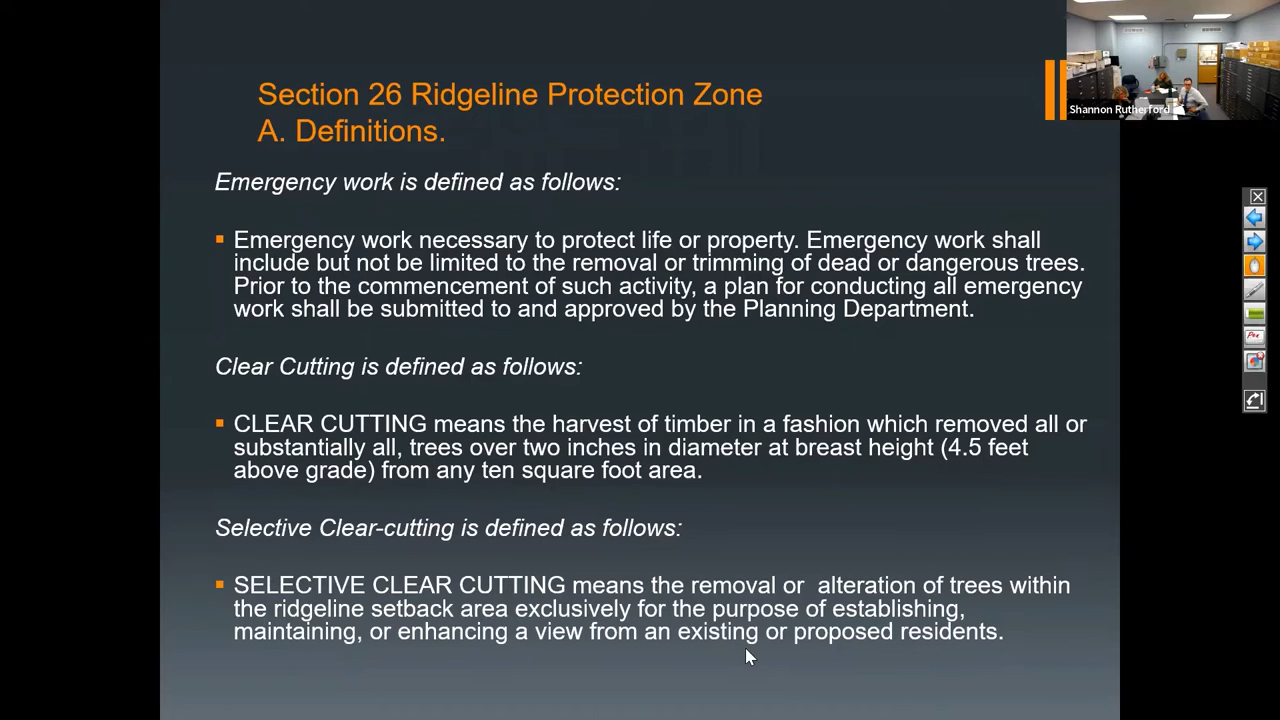 Section 26 Ridgeline Protection Zone
A. Definitions.
Shannon Rutherford
Emergency work is defined as follows:
Emergency work necessary to protect life or property. Emergency work shall
include but not be limited to the removal or trimming of dead or dangerous trees.
Prior to the commencement of such activity, a plan for conducting all emergency
work shall be submitted to and approved by the Planning Department.
Clear Cutting is defined as follows:
CLEAR CUTTING means the harvest of timber in a fashion which removed all or
substantially all, trees over two inches in diameter at breast height (4.5 feet
above grade) from any ten square foot area.
Selective Clear-cutting is defined as follows:
SELECTIVE CLEAR CUTTING means the removal or  alteration of trees within
the ridgeline setback area exclusively for the purpose of establishing,
maintaining, or enhancing a view from an existing or proposed residents.